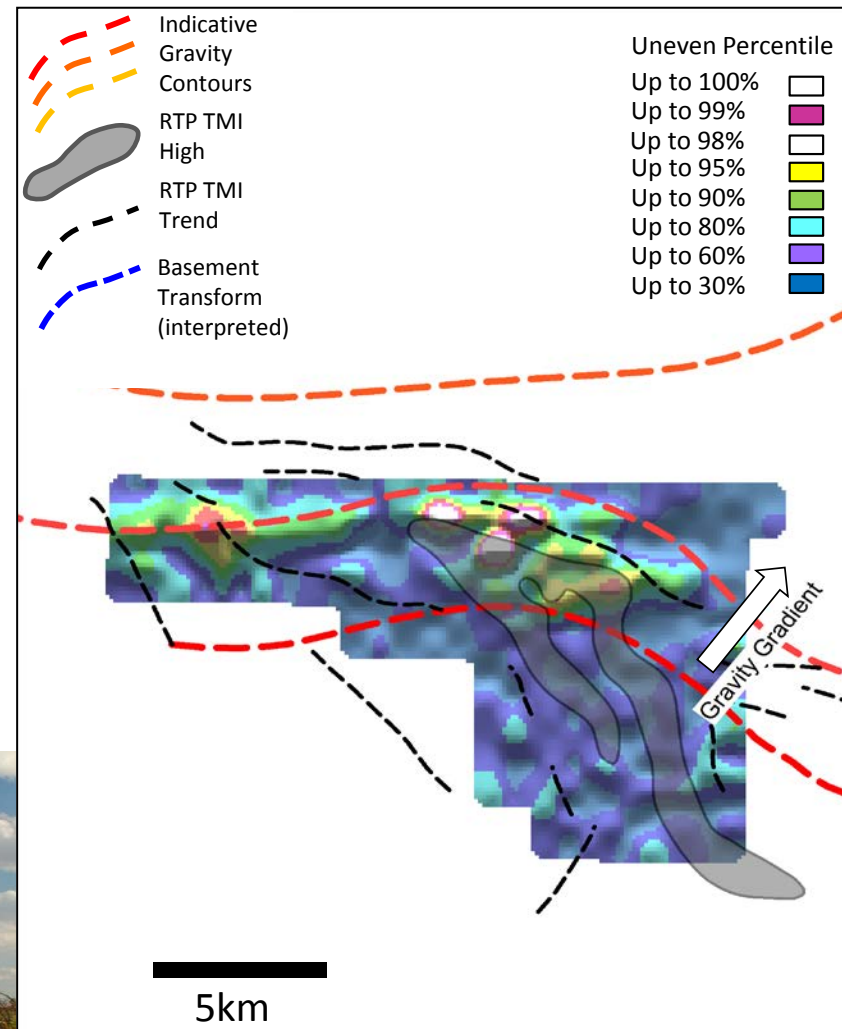 Indicative
Gravity
Contours
RTP TMI
High
RTP TMI
Trend
Basement
Transform
(interpreted)
Uneven Percentile
Up to 100%
Up to 99%
Up to 98%
Up to 95%
Up to 90%
Up to 80%
Up to 60%
Up to 30%
Gravity Gradient
5km